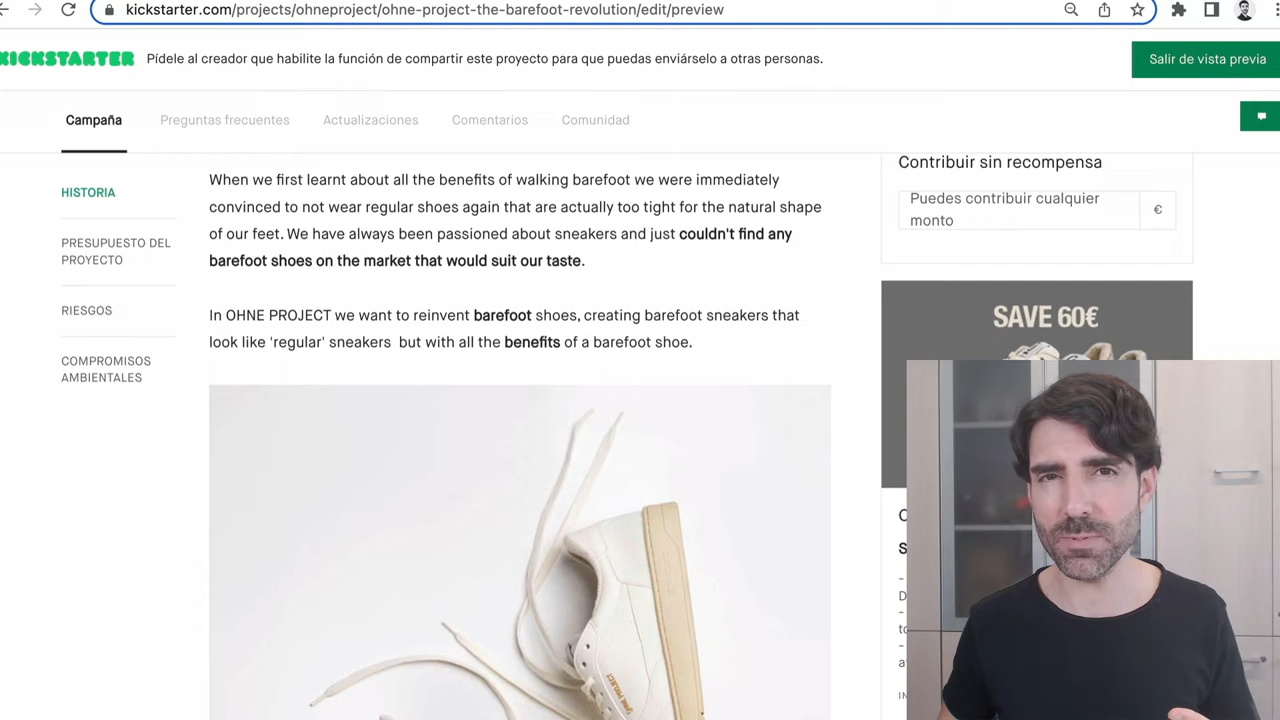 kickstarter.com/projects/ohneproject/ohne-project-the-barefoot-revolution/edit/preview
KICKSTARTER
Pídele al creador que habilite la función de compartir este proyecto para que puedas enviárselo a otras personas.
Salir de vista previa
Campaña
Preguntas frecuentes
Actualizaciones
Comentarios
Comunidad
HISTORIA
PRESUPUESTO DEL
PROYECTO
RIESGOS
COMPROMISOS
AMBIENTALES
When we first learnt about all the benefits of walking barefoot we were immediately
convinced to not wear regular shoes again that are actually too tight for the natural shape
of our feet. We have always been passioned about sneakers and just couldn't find any
barefoot shoes on the market that would suit our taste.
In OHNE PROJECT we want to reinvent barefoot shoes, creating barefoot sneakers that
look like 'regular' sneakers but with all the benefits of a barefoot shoe.
OHNE PROJECT
Contribuir sin recompensa
Puedes contribuir cualquier
monto
€
SAVE 60€